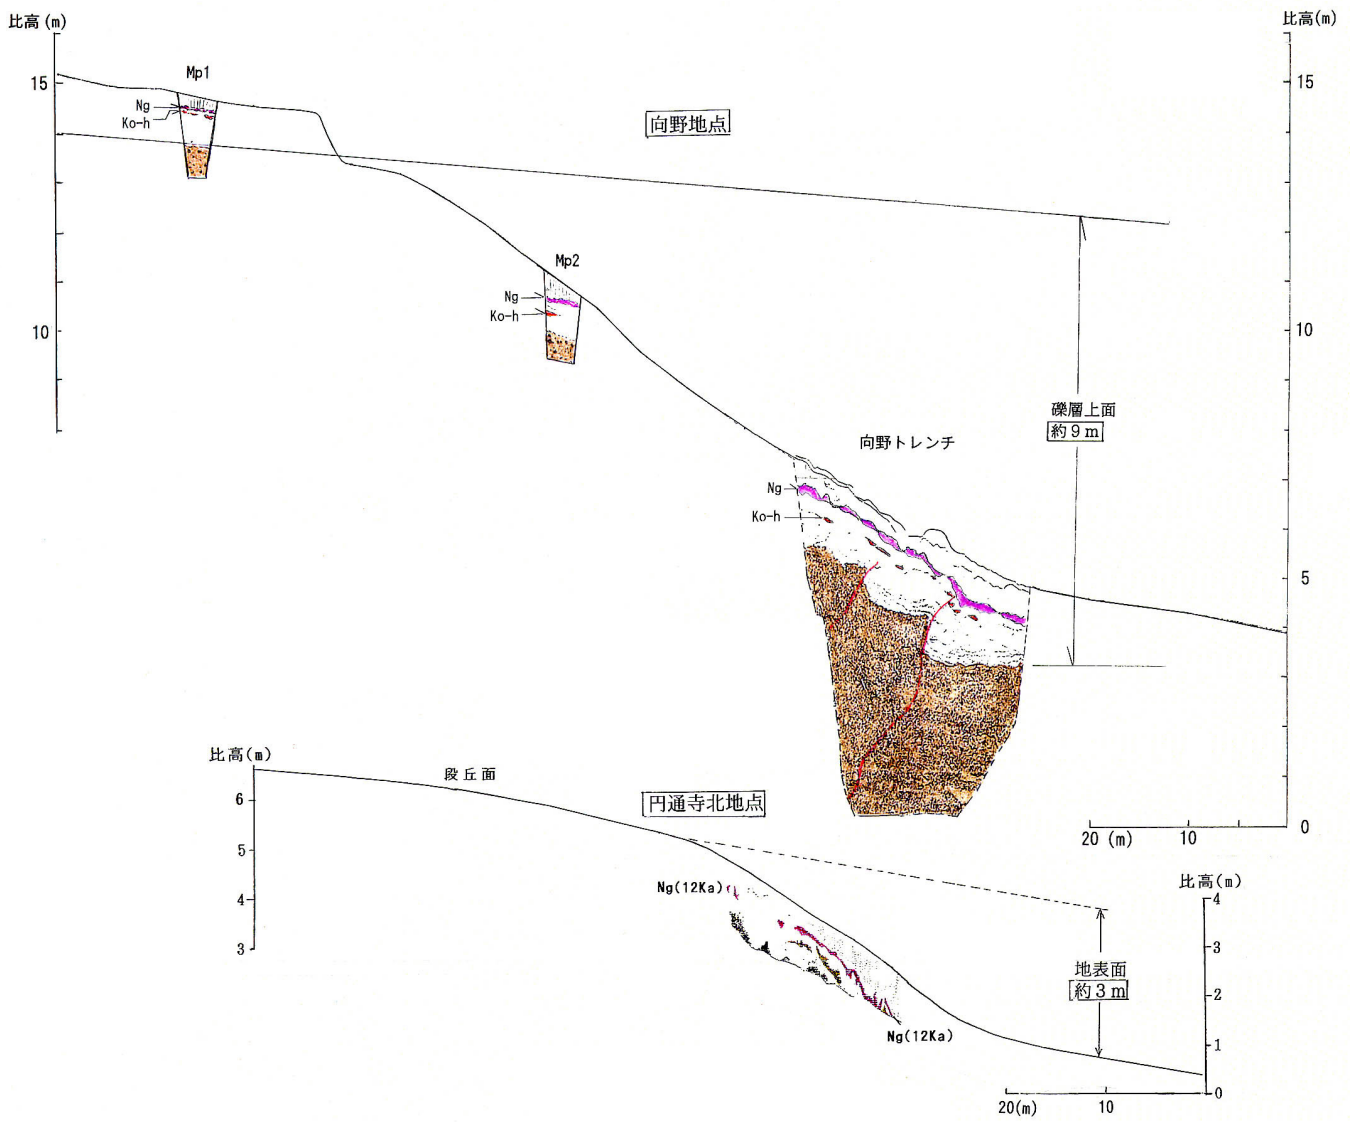 比高(m)
比高(m)
Mp1
15
15
Ng
Ko-h
向野地点
Mp2
Ng
Ko-h
10
10
礫層上面
約9m
向野トレンチ
Ng
Ko-h
5
5
比高(m)
段丘面
円通寺北地点
6
0
20 (m) 10
5
Ng(12Ka)
比高(m)
4
4
3
3
地表面
約3m
2
Ng(12Ka)
1
0
20(m) 10